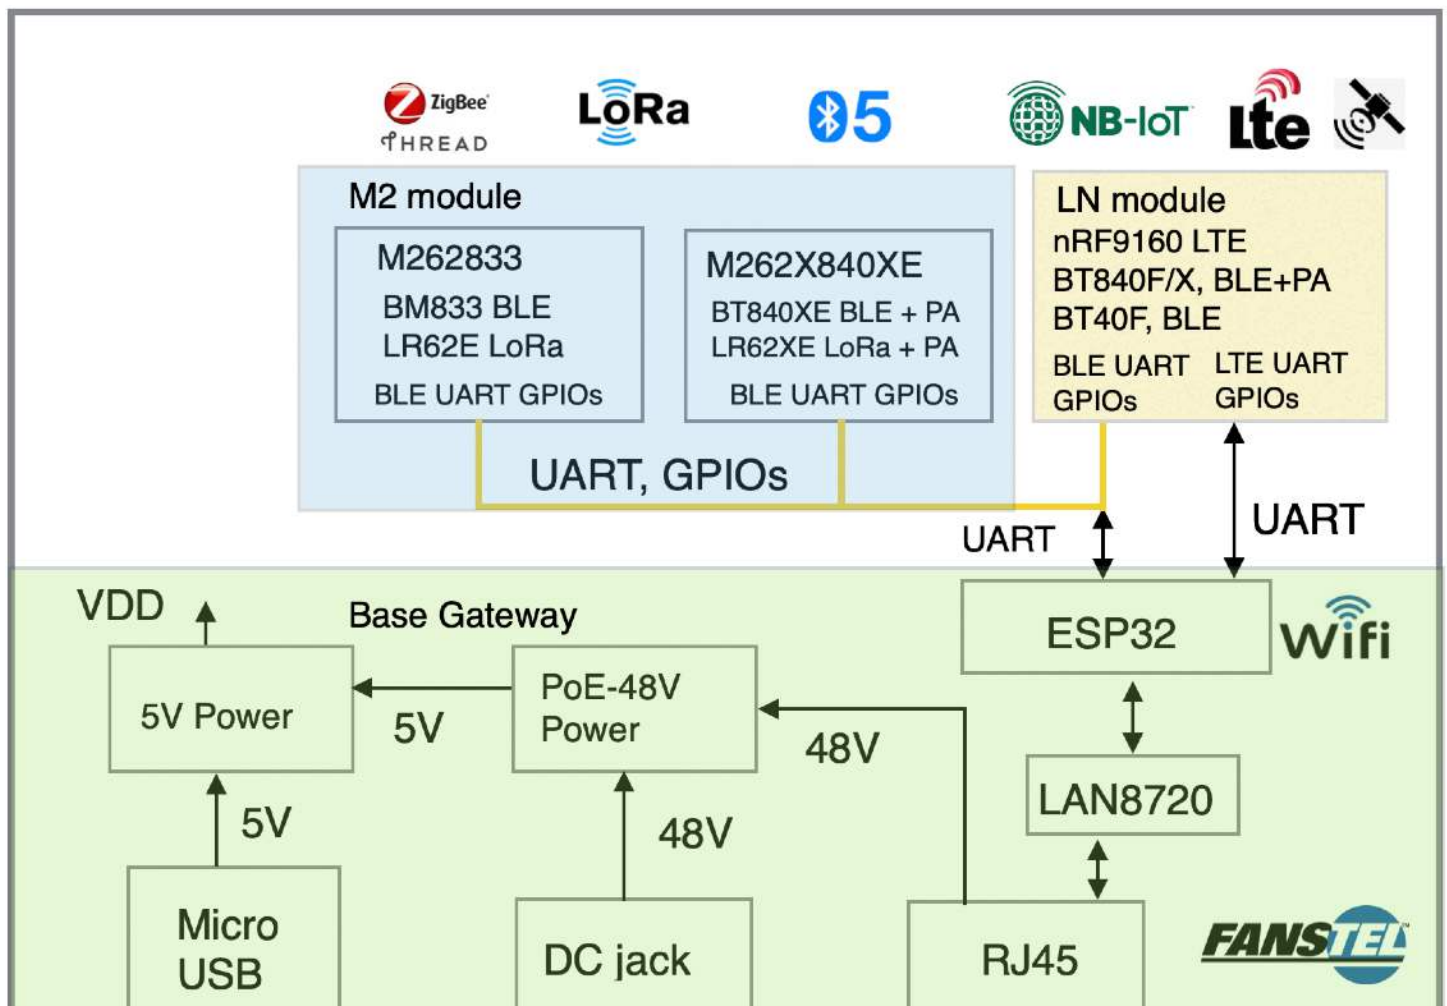 ZigBee
THREAD
LoRa
5
NB-IoT
Lte
M2 module
M262833
BM833 BLE
LR62E LoRa
BLE UART GPIOs
M262X840XE
BT840XE BLE + PA
LR62XE LoRa + PA
BLE UART GPIOs
UART, GPIOs
LN module
nRF9160 LTE
BT840F/X, BLE+PA
BT40F, BLE
BLE UART
GPIOs
LTE UART
GPIOs
UART
UART
VDD
Base Gateway
ESP32
Wifi
5V Power
5V
PoE-48V
Power
48V
LAN8720
5V
48V
Micro
USB
DC jack
RJ45
FANSTEL